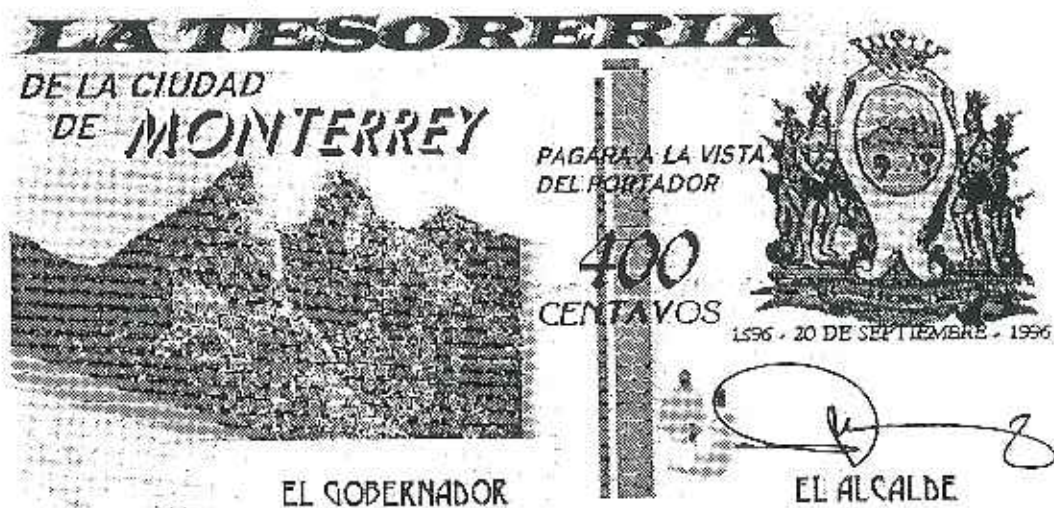 LA TESORERIA
DE LA CIUDAD
DE MONTERREY
PAGARA A LA VISTA
DEL PORTADOR
400
CENTAVOS
1596 - 20 DE SEPTIEMBRE - 1996
EL GOBERNADOR
EL ALCALDE